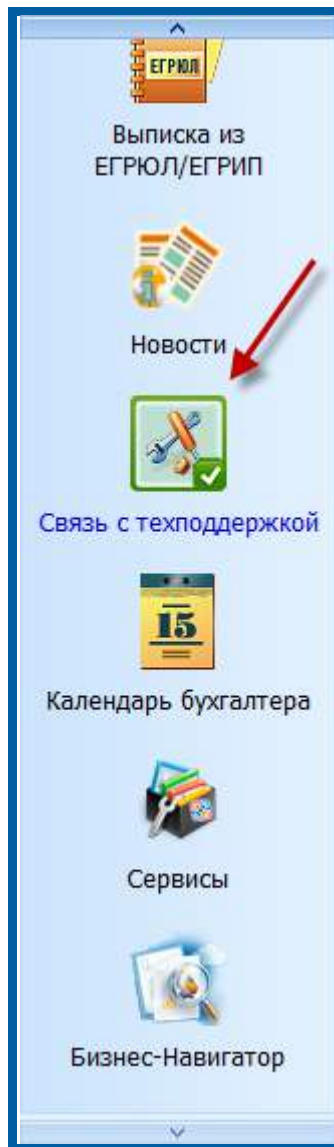 ЕГРЮЛ
Выписка из
ЕГРЮЛ/ЕГРИП
Новости
Связь с техподдержкой
15
Календарь бухгалтера
Сервисы
Бизнес-Навигатор